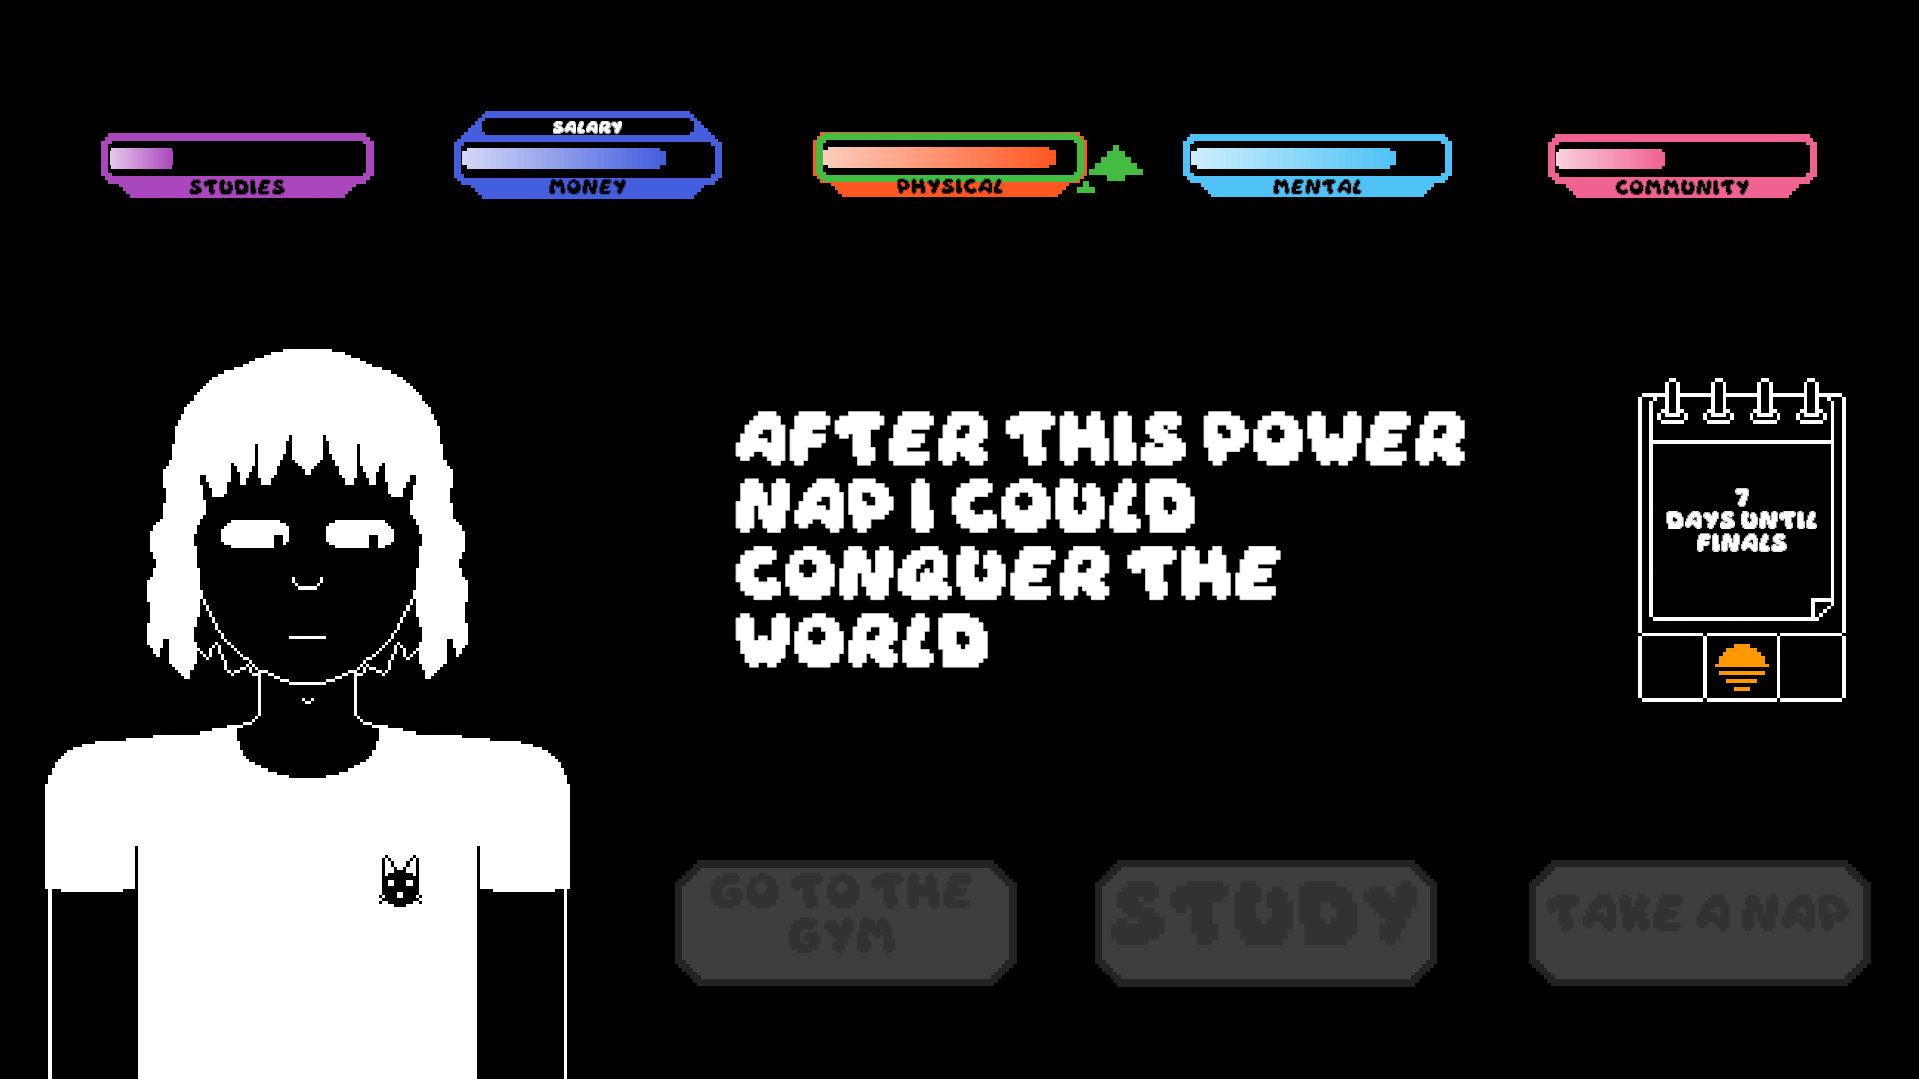 SALARY
STUDIES
MONEY
PHYSICAL
MENTAL
COMMUNITY
AFTER THIS POWER
NAP I COULD
CONQUER THE
WORLD
7
DAYS UNTIL
FINALS
GO TO THE
GYM
STUDY
TAKE A NAP